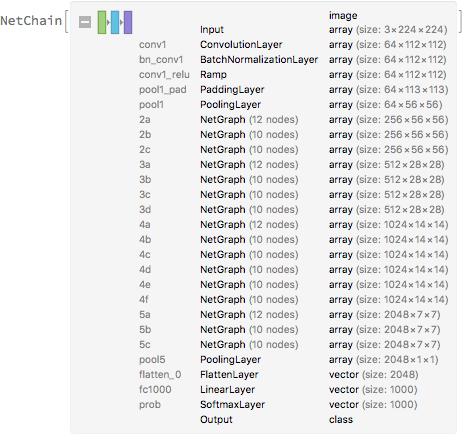 image
NetChain[
Input array (size: 3×224×224)
conv1 ConvolutionLayer array (size: 64×112×112)
bn_conv1 BatchNormalizationLayer array (size: 64×112×112)
conv1_relu Ramp array (size: 64×112×112)
pool1_pad PaddingLayer array (size: 64×113×113)
pool1 PoolingLayer array (size: 64×56×56)
2a NetGraph (12 nodes) array (size: 256×56×56)
2b NetGraph (10 nodes) array (size: 256×56×56)
2c NetGraph (10 nodes) array (size: 256×56×56)
3a NetGraph (12 nodes) array (size: 512×28×28)
3b NetGraph (10 nodes) array (size: 512×28×28)
3c NetGraph (10 nodes) array (size: 512×28×28)
3d NetGraph (10 nodes) array (size: 512×28×28)
4a NetGraph (12 nodes) array (size: 1024×14×14)
4b NetGraph (10 nodes) array (size: 1024×14×14)
4c NetGraph (10 nodes) array (size: 1024×14×14)
4d NetGraph (10 nodes) array (size: 1024×14×14)
4e NetGraph (10 nodes) array (size: 1024×14×14)
4f NetGraph (10 nodes) array (size: 1024×14×14)
5a NetGraph (12 nodes) array (size: 2048×7×7)
5b NetGraph (10 nodes) array (size: 2048×7×7)
5c NetGraph (10 nodes) array (size: 2048×7×7)
pool5 PoolingLayer array (size: 2048×1×1)
flatten_0 FlattenLayer vector (size: 2048)
fc1000 LinearLayer vector (size: 1000)
prob SoftmaxLayer vector (size: 1000)
Output class